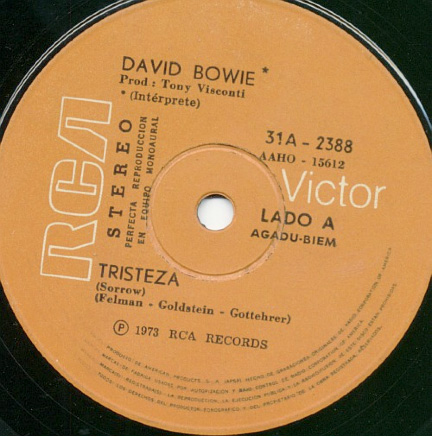 DAVID BOWIE *
Prod : Tony Visconti
* (Intérprete)
RCA
Victor
STEREO
PERFECTA REPRODUCCION
EN EQUIPO MONOAURAL
31A - 2388
AAHO - 15612
LADO A
AGADU-BIEM
TRISTEZA
(Sorrow)
(Felman - Goldstein - Gottehrer)
Ⓟ 1973 RCA RECORDS